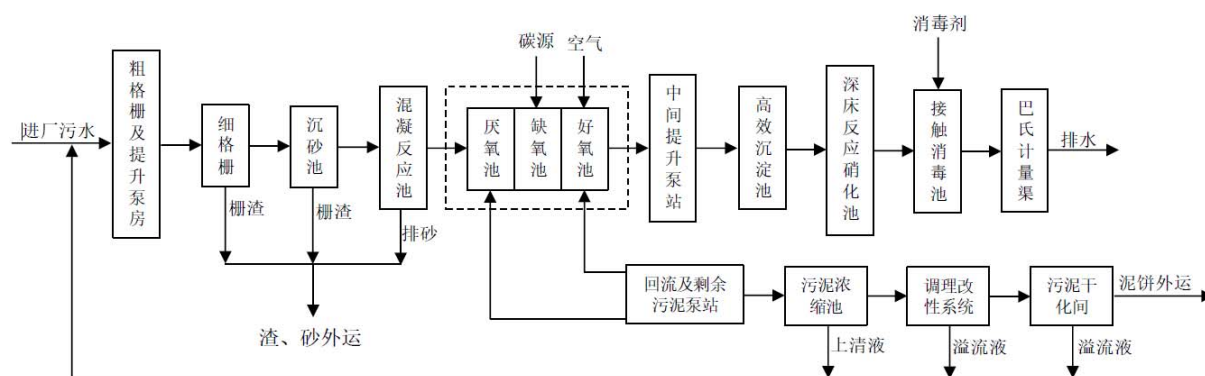 消毒剂
碳源
空气
进厂污水
粗格栅及提升泵房
细格栅
沉砂池
混凝反应池
厌氧池
缺氧池
好氧池
中间提升泵站
高效沉淀池
深床反应硝化池
接触消毒池
巴氏计量渠
排水
栅渣
栅渣
排砂
渣、砂外运
回流及剩余
污泥泵站
污泥浓
缩池
调理改
性系统
污泥干
化间
泥饼外运
上清液
溢流液
溢流液